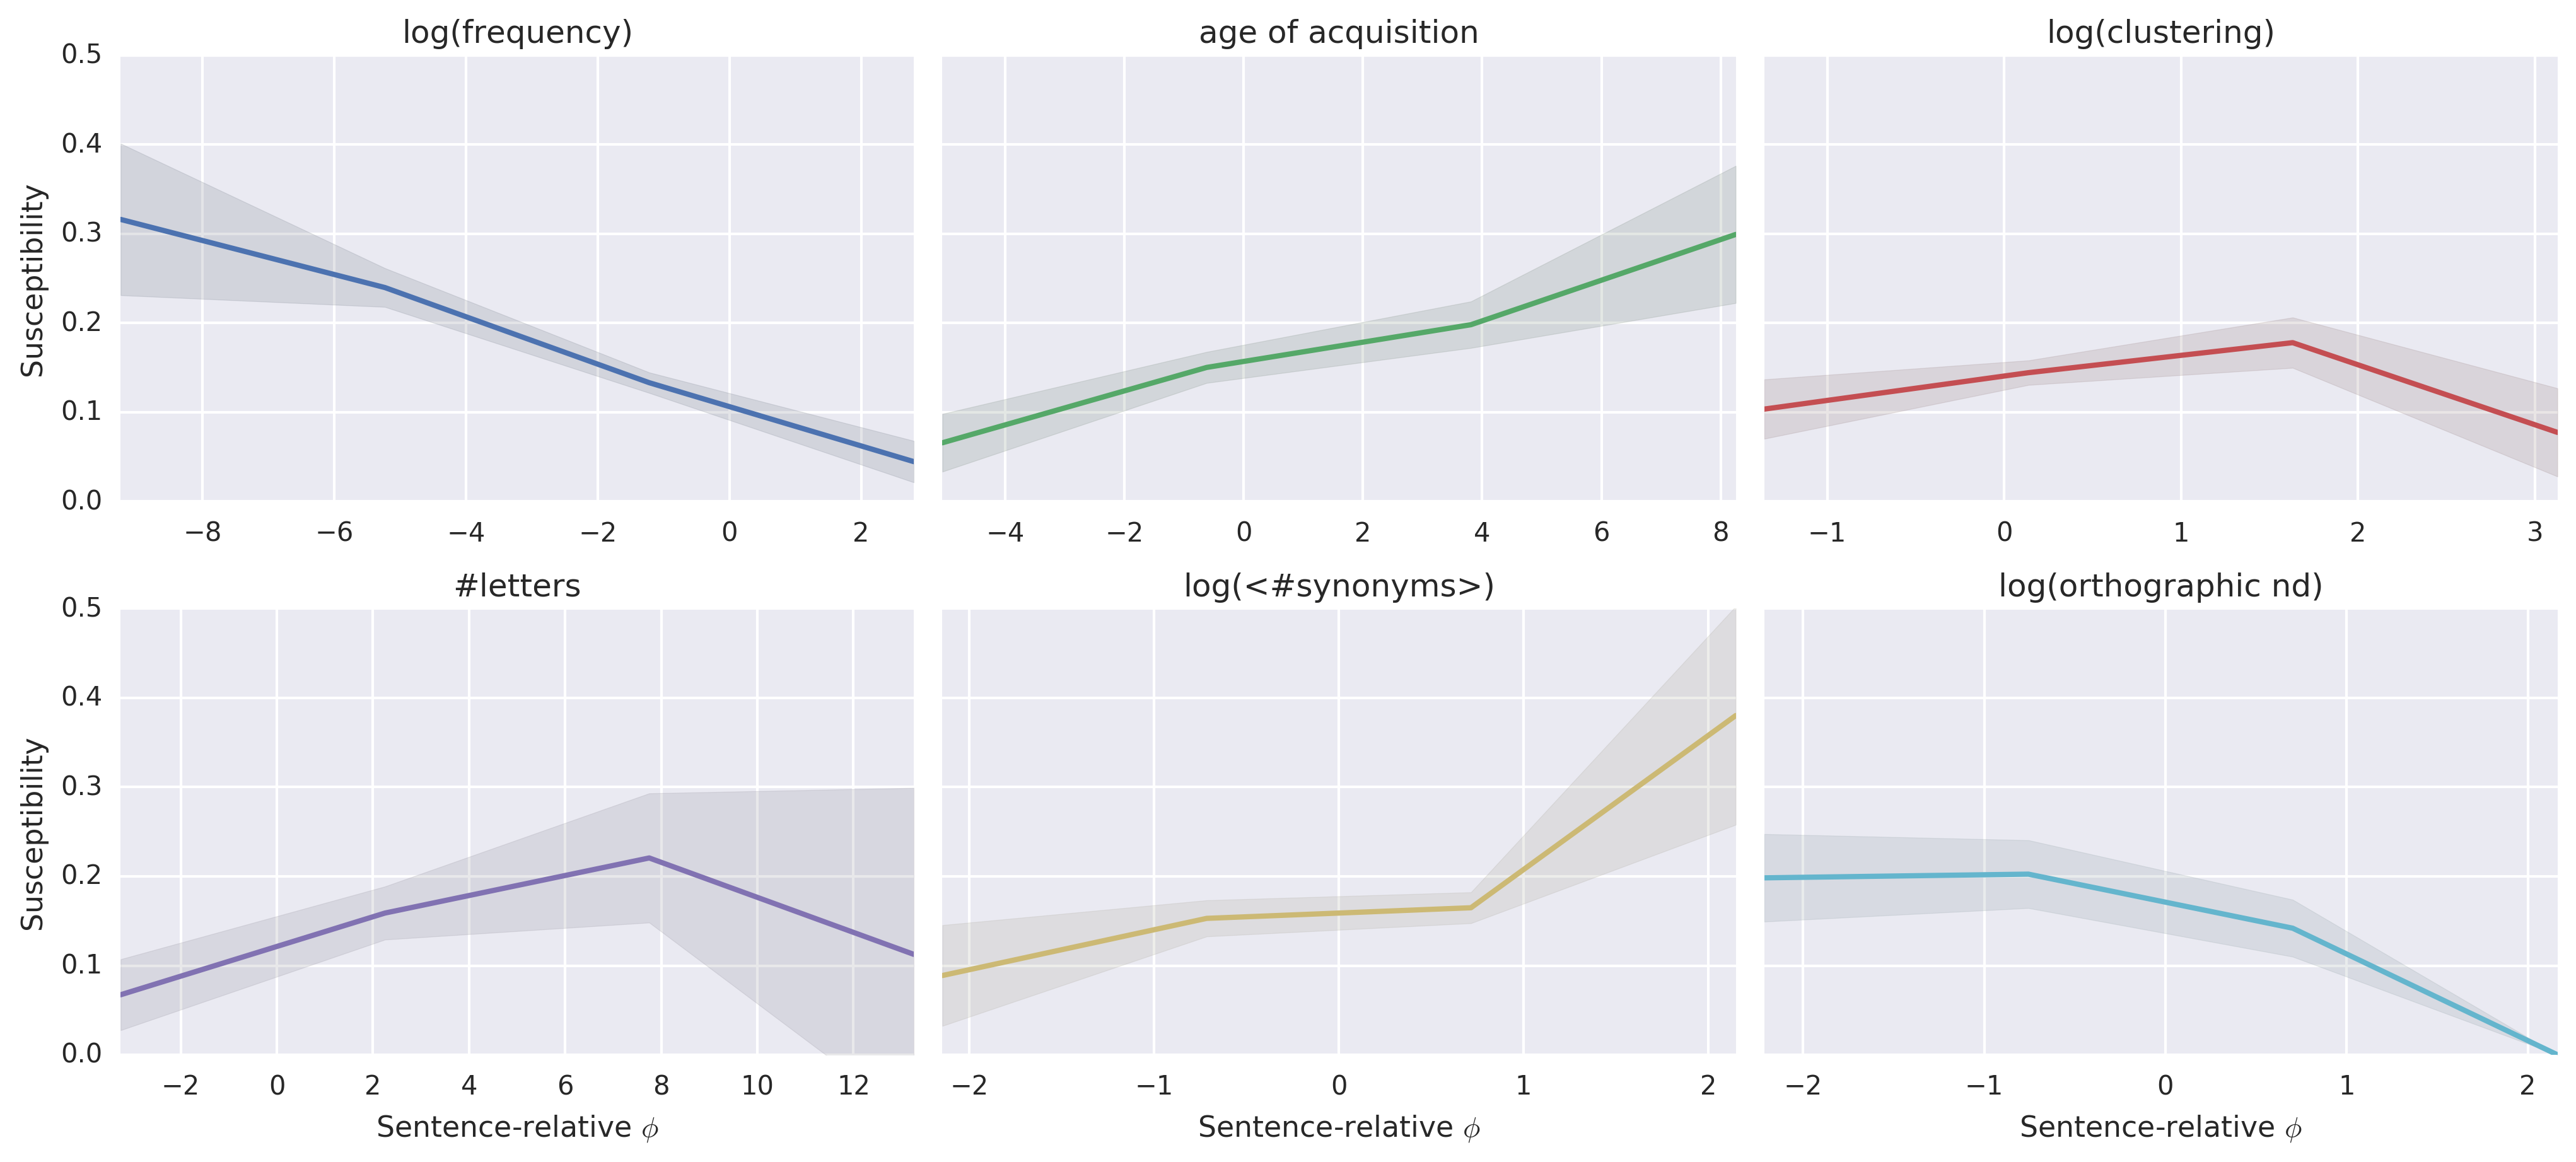 log(frequency) age of acquisition log(clustering)
0.5
0.4
0.3
0.2
0.1
0.0
Susceptibility
−8 −6 −4 −2 0 2
−4 −2 0 2 4 6 8
−1 0 1 2 3
#letters log(<#synonyms>) log(orthographic nd)
0.5
0.4
0.3
0.2
0.1
0.0
Susceptibility
−2 0 2 4 6 8 10 12
−2 −1 0 1 2
−2 −1 0 1 2
Sentence-relative ϕ Sentence-relative ϕ Sentence-relative ϕ